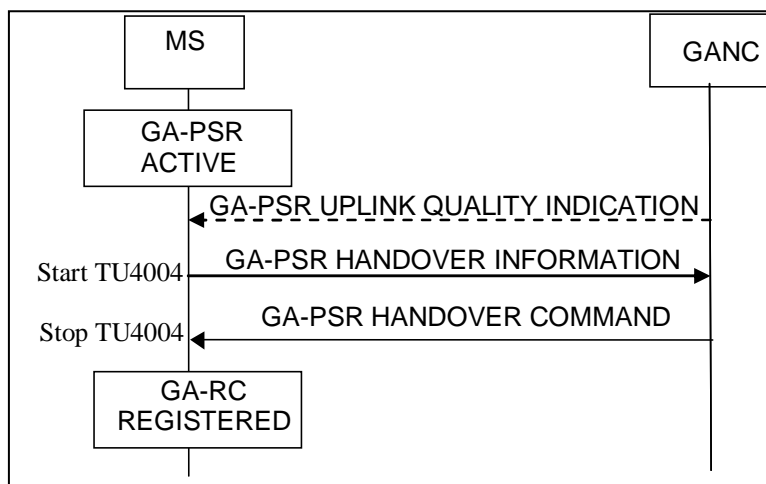 MS
GANC
GA-PSR
ACTIVE
GA-PSR UPLINK QUALITY INDICATION
Start TU4004
GA-PSR HANDOVER INFORMATION
Stop TU4004
GA-PSR HANDOVER COMMAND
GA-RC
REGISTERED